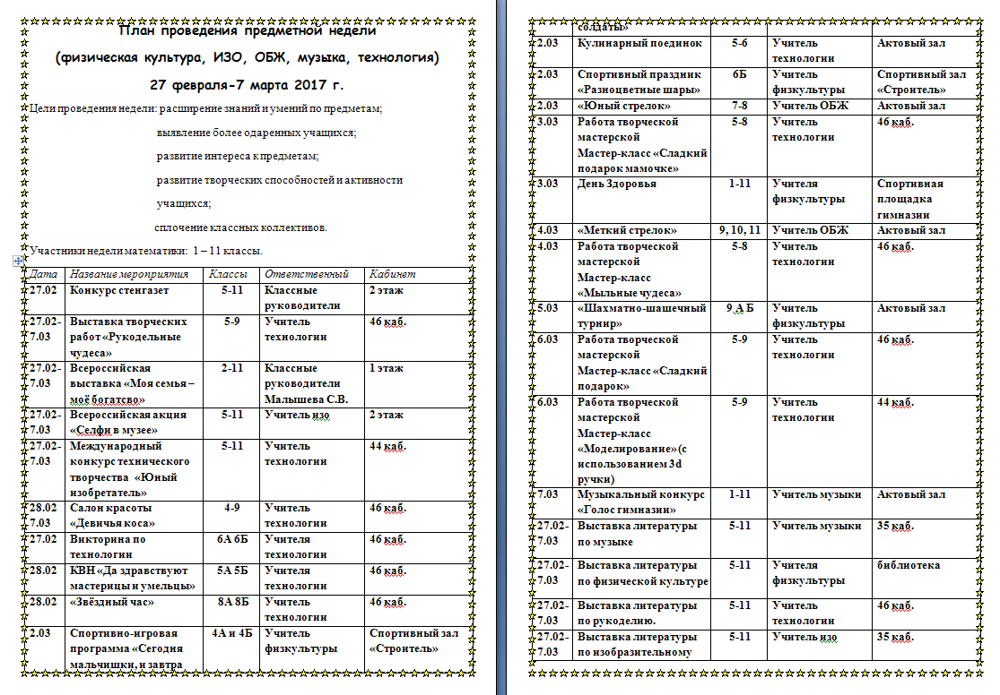 План проведения предметной недели
(физическая культура, ИЗО, ОБЖ, музыка, технология)
27 февраля-7 марта 2017 г.
Цели проведения недели: расширение знаний и умений по предметам;
выявление более одаренных учащихся;
развитие интереса к предметам;
развитие творческих способностей и активности
учащихся;
сплочение классных коллективов.
Участники недели математики: 1 – 11 классы.
Дата Название мероприятия Классы Ответственный Кабинет
27.02 Конкурс стенгазет 5-11 Классные 2 этаж
руководители
27.02- Выставка творческих 5-9 Учитель 46 каб.
7.03 работ «Рукодельные технологии
чудеса»
27.02- Всероссийская 2-11 Классные 1 этаж
7.03 выставка «Моя семья – руководители
моё богатсво» Малышева С.В.
27.02- Всероссийская акция 5-11 Учитель изо 2 этаж
7.03 «Селфи в музее»
27.02- Международный 5-11 Учитель 44 каб.
7.03 конкурс технического технологии
творчества «Юный
изобретатель»
28.02 Салон красоты 4-9 Учитель 46 каб.
7.03 «Девичья коса» технологии
27.02 Викторина по 6А 6Б Учителя 46 каб.
технологии технологии
28.02 КВН «Да здравствуют 5А 5Б Учителя 46 каб.
мастерицы и умельцы» технологии
28.02 «Звёздный час» 8А 8Б Учитель 46 каб.
технологии
2.03 Спортивно-игровая 4А и 4Б Учитель Спортивный зал
программа «Сегодня физкультуры «Строитель»
мальчишки, и завтра
солдаты»
2.03 Кулинарный поединок 5-6 Учитель Актовый зал
технологии
2.03 Спортивный праздник 6Б Учитель Спортивный зал
«Разноцветные шары» физкультуры «Строитель»
2.03 «Юный стрелок» 7-8 Учитель ОБЖ Актовый зал
3.03 Работа творческой 5-8 Учитель 46 каб.
мастерской технологии
Мастер-класс «Сладкий
подарок мамочке»
3.03 День Здоровья 1-11 Учителя Спортивная
физкультуры площадка
гимназии
4.03 «Меткий стрелок» 9, 10, 11 Учитель ОБЖ Актовый зал
4.03 Работа творческой 5-8 Учитель 46 каб.
мастерской технологии
Мастер-класс
«Мыльные чудеса»
5.03 «Шахматно-шашечный 9 А Б Учитель Актовый зал
турнир» физкультуры
6.03 Работа творческой 5-9 Учитель 46 каб.
мастерской технологии
Мастер-класс «Сладкий
подарок»
6.03 Работа творческой 5-9 Учитель 44 каб.
мастерской технологии
Мастер-класс
«Моделирование» (с
использованием 3d
ручки)
7.03 Музыкальный конкурс 1-11 Учитель музыки Актовый зал
«Голос гимназии»
27.02- Выставка литературы 5-11 Учитель музыки 35 каб.
7.03 по музыке
27.02- Выставка литературы 5-11 Учителя библиотека
7.03 по физической культуре физкультуры
27.02- Выставка литературы 5-11 Учитель 46 каб.
7.03 по рукоделию. технологии
27.02- Выставка литературы 5-11 Учитель изо 35 каб.
7.03 по изобразительному